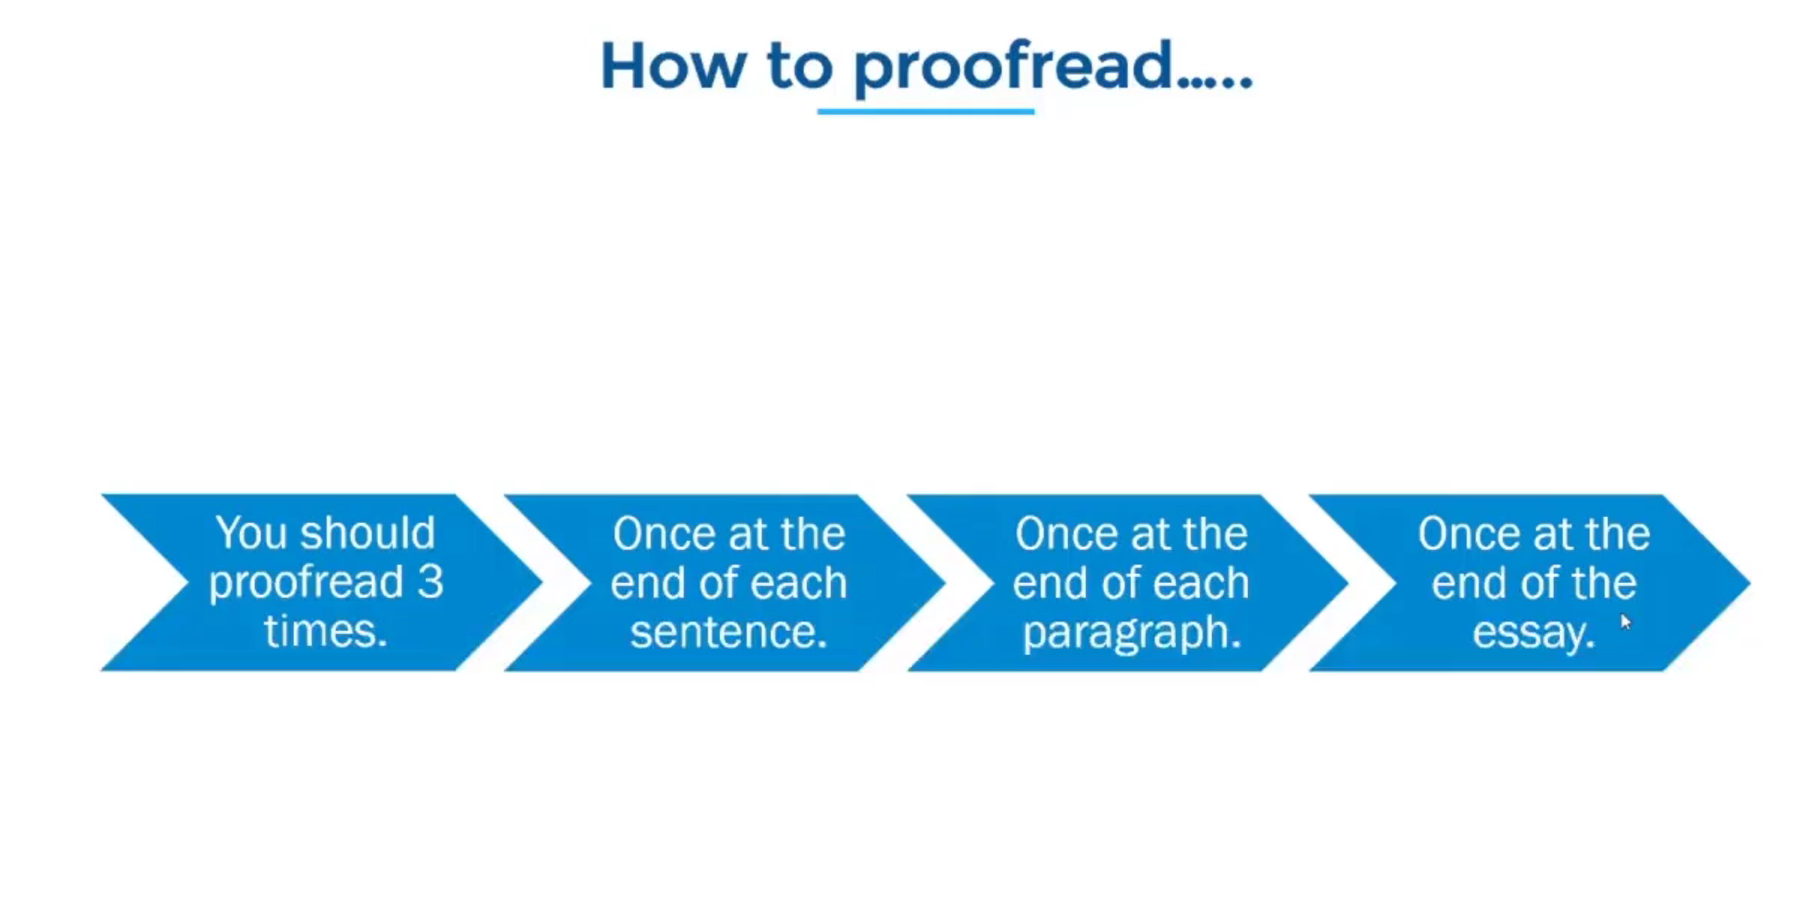 How to proofread.....
You should
proofread 3
times.
Once at the
end of each
sentence.
Once at the
end of each
paragraph.
Once at the
end of the
essay.